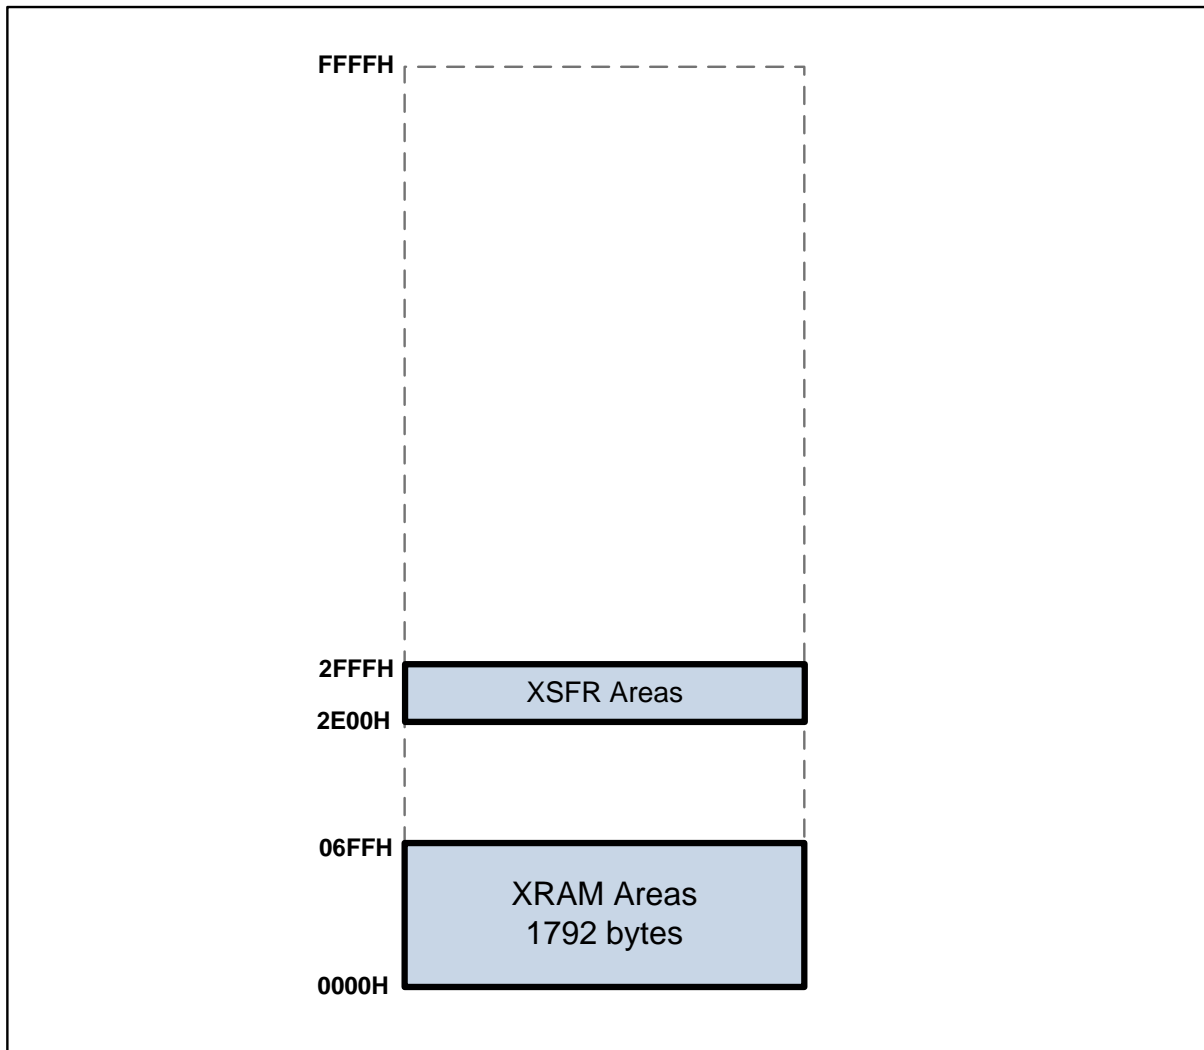 FFFFH
2FFFH
XSFR Areas
2E00H
06FFH
XRAM Areas
1792 bytes
0000H